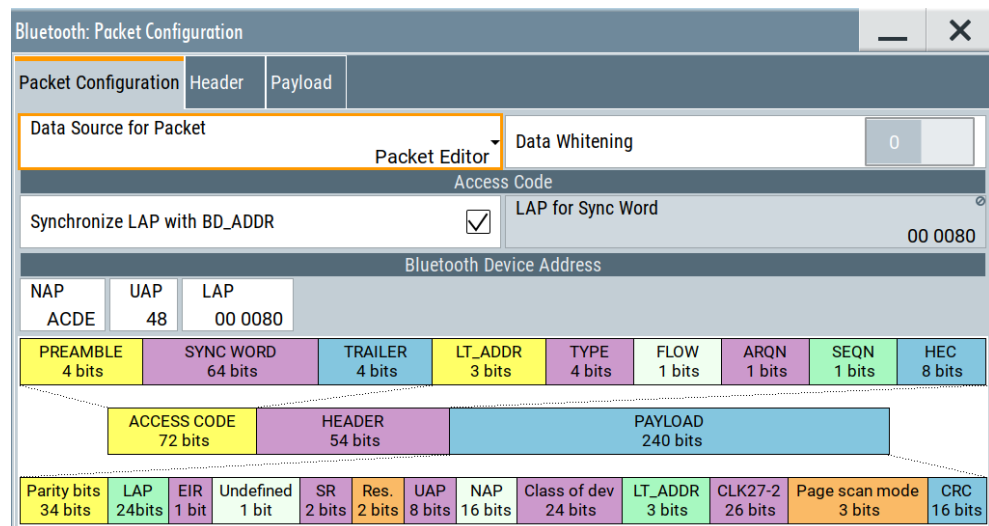 Bluetooth: Packet Configuration
Packet Configuration Header Payload
Data Source for Packet
Packet Editor
Data Whitening
0
Access Code
Synchronize LAP with BD_ADDR
LAP for Sync Word
00 0080
Bluetooth Device Address
NAP UAP LAP
ACDE 48 00 0080
PREAMBLE SYNC WORD TRAILER LT_ADDR TYPE FLOW ARQN SEQN HEC
4 bits 64 bits 4 bits 3 bits 4 bits 1 bits 1 bits 1 bits 8 bits
ACCESS CODE HEADER PAYLOAD
72 bits 54 bits 240 bits
Parity bits LAP EIR Undefined SR Res. UAP NAP Class of dev LT_ADDR CLK27-2 Page scan mode CRC
34 bits 24bits 1 bit 1 bit 2 bits 2 bits 8 bits 16 bits 24 bits 3 bits 26 bits 3 bits 16 bits